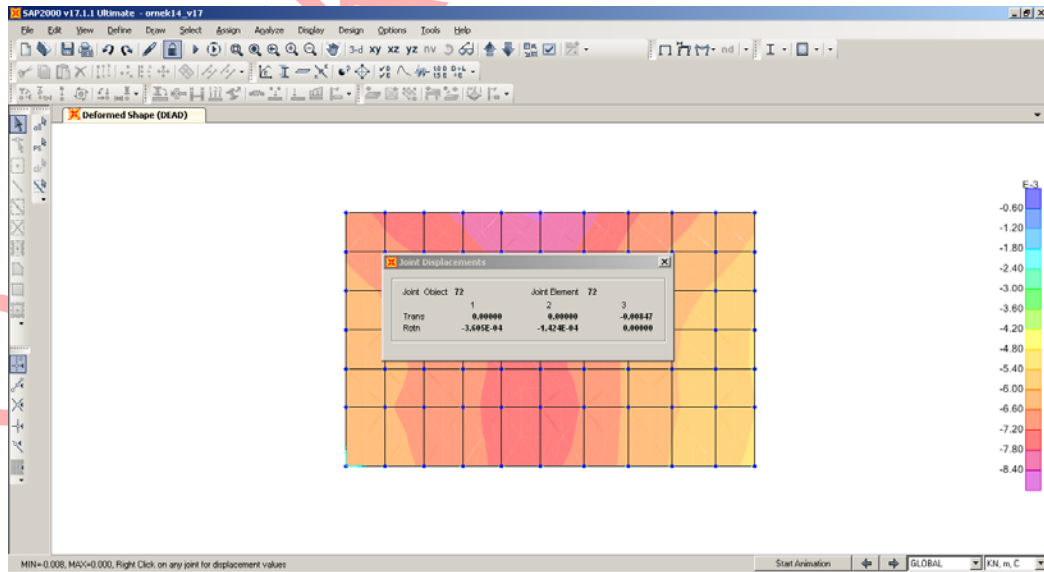 SAP2000 v17.1.1 Ultimate - ornek14_v17
File Edit View Define Draw Select Assign Analyze Display Design Options Tools Help
3-d xy xz yz nv
nd
Deformed Shape (DEAD)
all
PS
clr
E-3
-0.60
-1.20
-1.80
-2.40
-3.00
-3.60
-4.20
-4.80
-5.40
-6.00
-6.60
-7.20
-7.80
-8.40
Joint Displacements
Joint Object 72 Joint Element 72
1 2 3
Trans 0.00000 0.00000 -0.00847
Rotn -3.605E-04 -1.424E-04 0.00000
MIN=-0.008, MAX=0.000, Right Click on any joint for displacement values
Start Animation GLOBAL KN, m, C